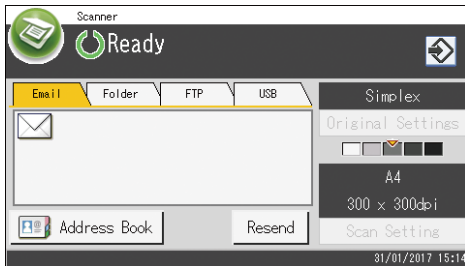 Scanner
Ready
Email Folder FTP USB
Simplex
Original Settings
A4
300 x 300dpi
Address Book
Resend
Scan Setting
31/01/2017 15:14